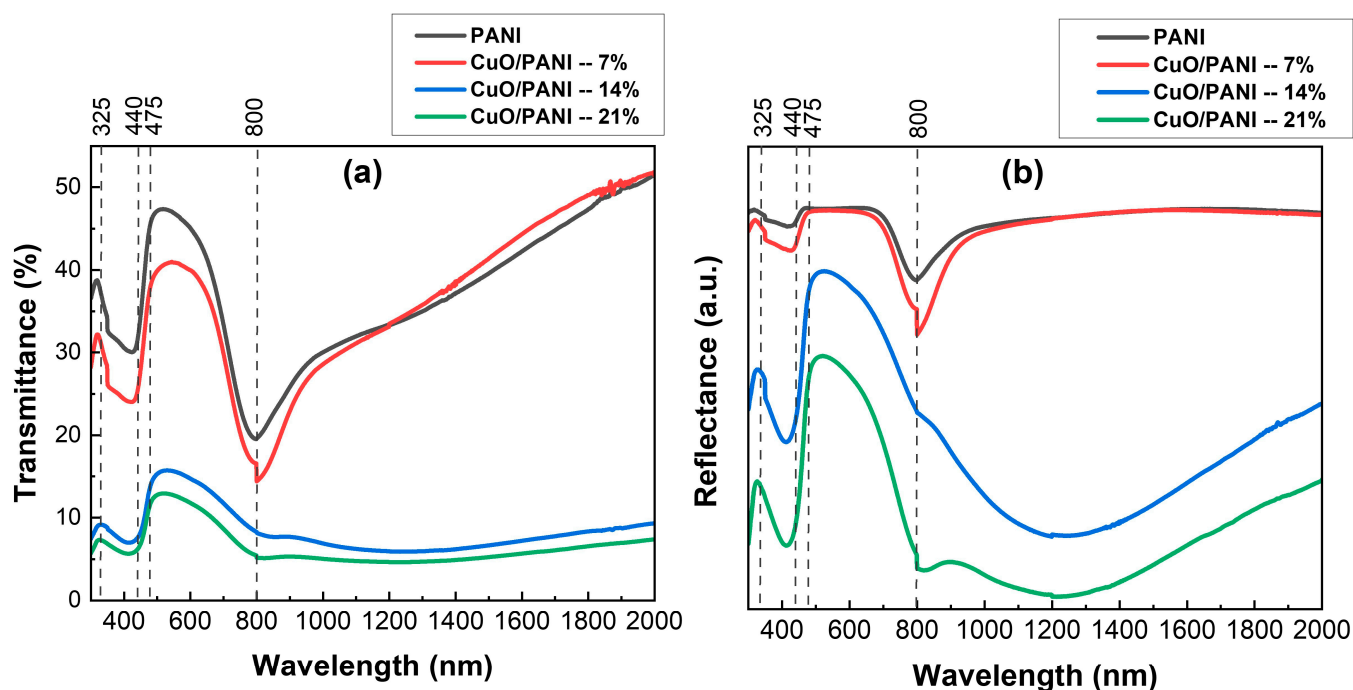 PANI
CuO/PANI -- 7%
CuO/PANI -- 14%
CuO/PANI -- 21%
325
440
475
800
(a)
50
40
30
20
10
0
Transmittance (%)
400 600 800 1000 1200 1400 1600 1800 2000
Wavelength (nm)
PANI
CuO/PANI -- 7%
CuO/PANI -- 14%
CuO/PANI -- 21%
325
440
475
800
(b)
Reflectance (a.u.)
400 600 800 1000 1200 1400 1600 1800 2000
Wavelength (nm)